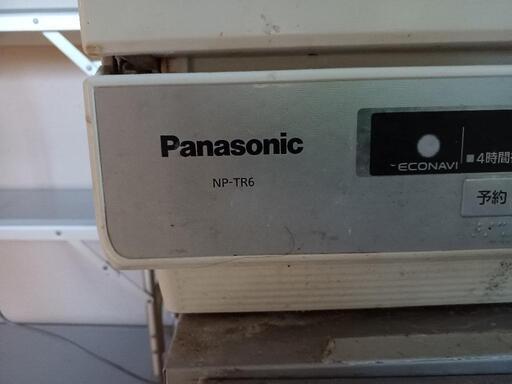 Panasonic
NP-TR6
ECONAVI
■4時間
予約